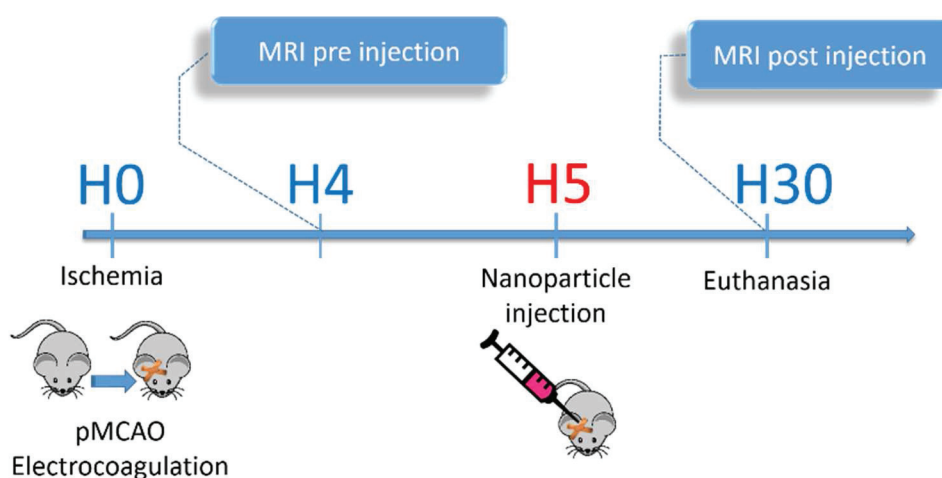 MRI pre injection
MRI post injection
H0
H4
H5
H30
Ischemia
Nanoparticle
injection
Euthanasia
pMCAO
Electrocoagulation